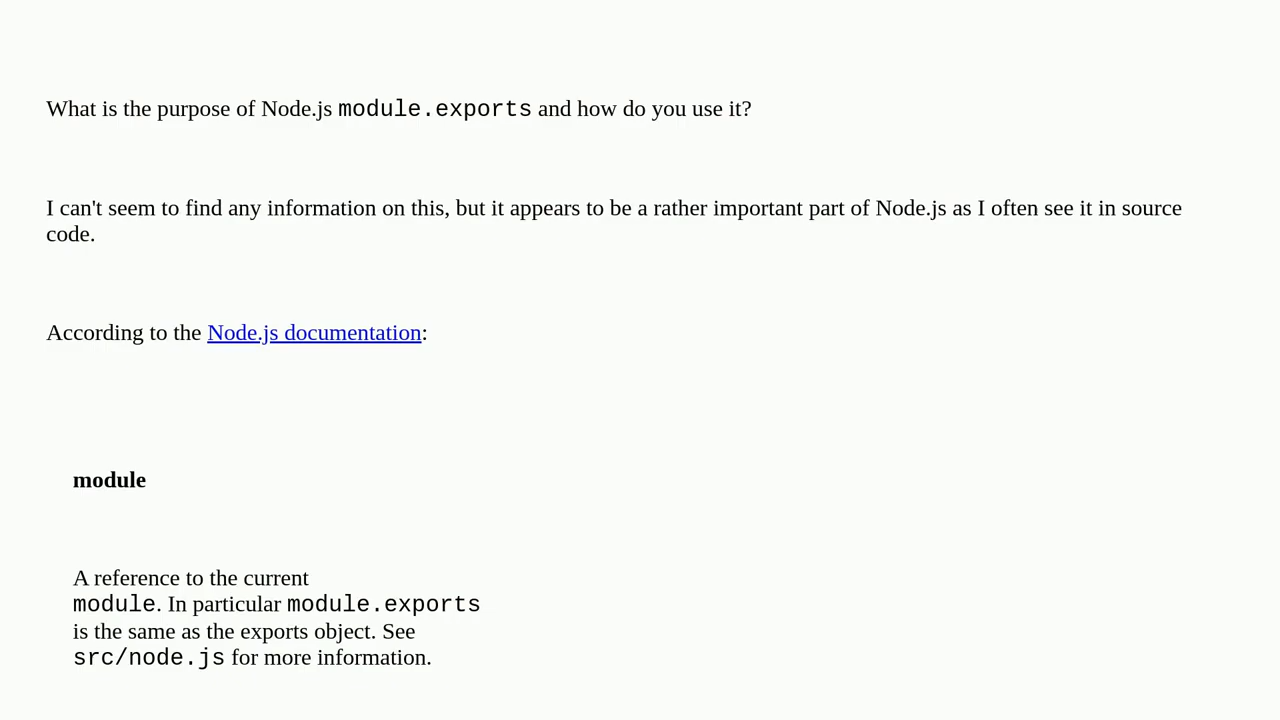 What is the purpose of Node.js module.exports and how do you use it?
I can't seem to find any information on this, but it appears to be a rather important part of Node.js as I often see it in source
code.
According to the Node.js documentation:
module
A reference to the current
module. In particular module.exports
is the same as the exports object. See
src/node.js for more information.